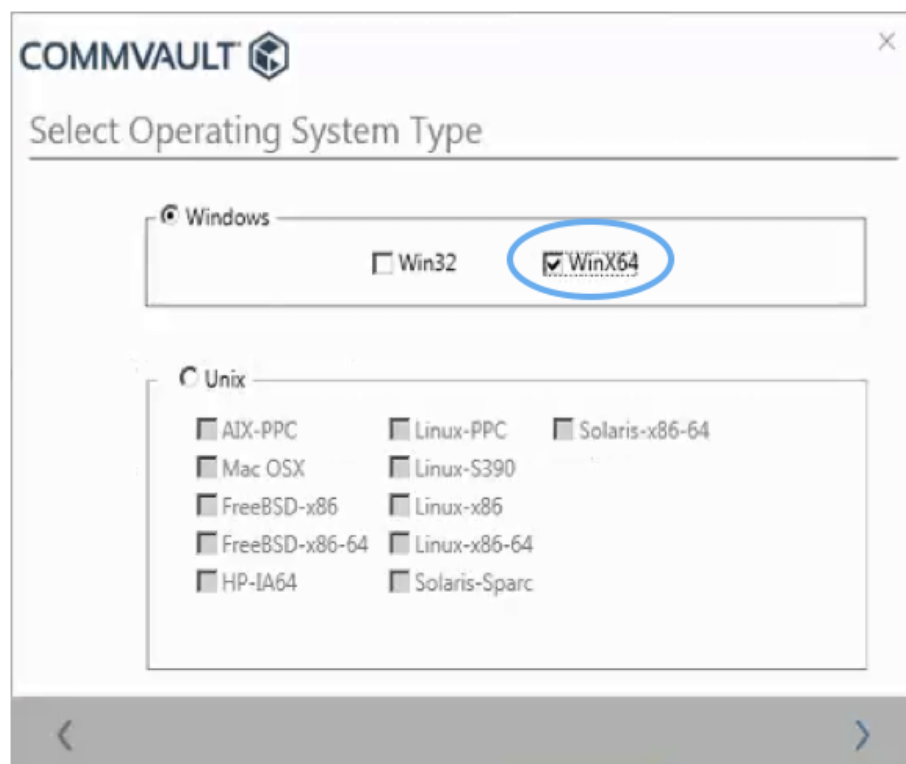 COMMVAULT
Select Operating System Type
Windows
Win32 WinX64
Unix
AIX-PPC Linux-PPC Solaris-x86-64
Mac OSX Linux-S390
FreeBSD-x86 Linux-x86
FreeBSD-x86-64 Linux-x86-64
HP-IA64 Solaris-Sparc